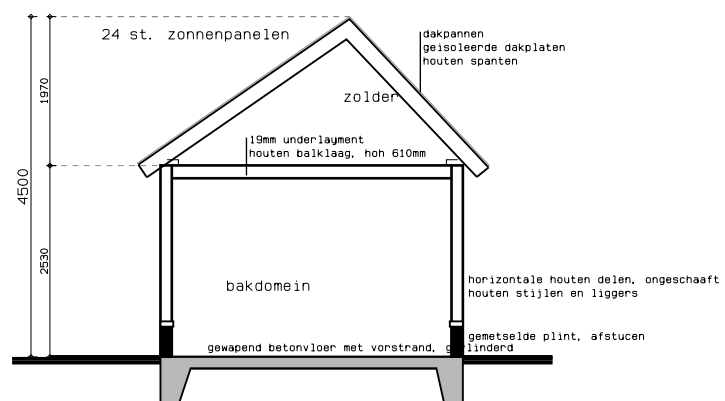 24 st. zonnenpanelen
dakpannen
geisoleerde dakplaten
houten spanten
1970
zolder
19mm underlayment
houten balklaag, hoh 610mm
4500
2530
bakdomein
horizontale houten delen, ongeschaaft
houten stijlen en liggers
gemetselde plint, afstucen
gewapend betonvloer met vorstrand,